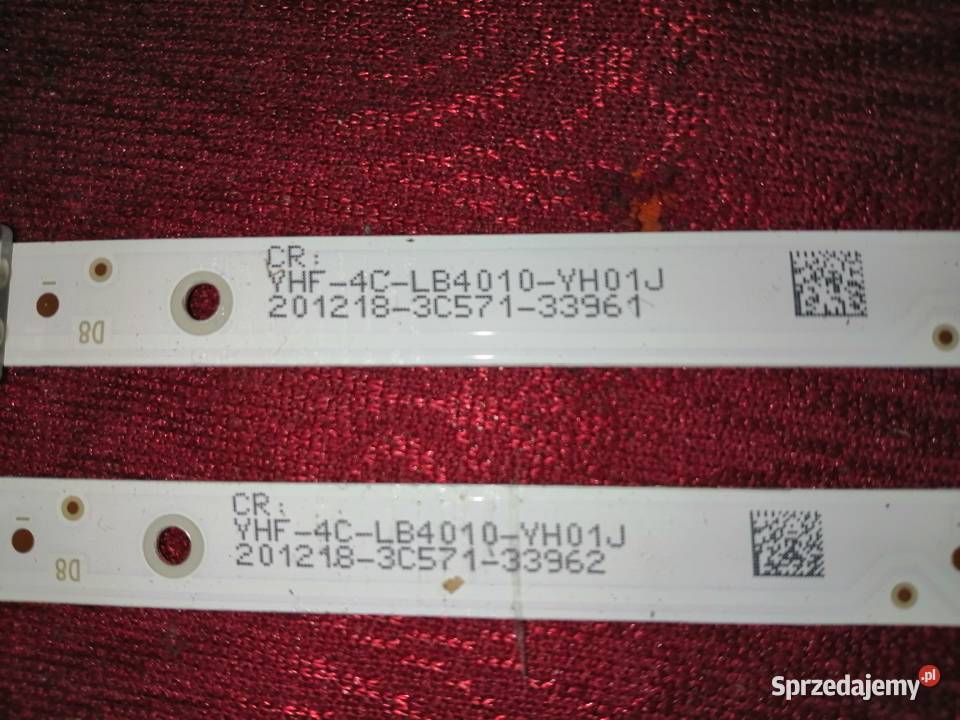 CR:
YHF-4C-LB4010-YH01J
201218-3C571-33961
D8
CR:
YHF-4C-LB4010-YH01J
201218-3C571-33962
D8
Sprzedajemy.pl